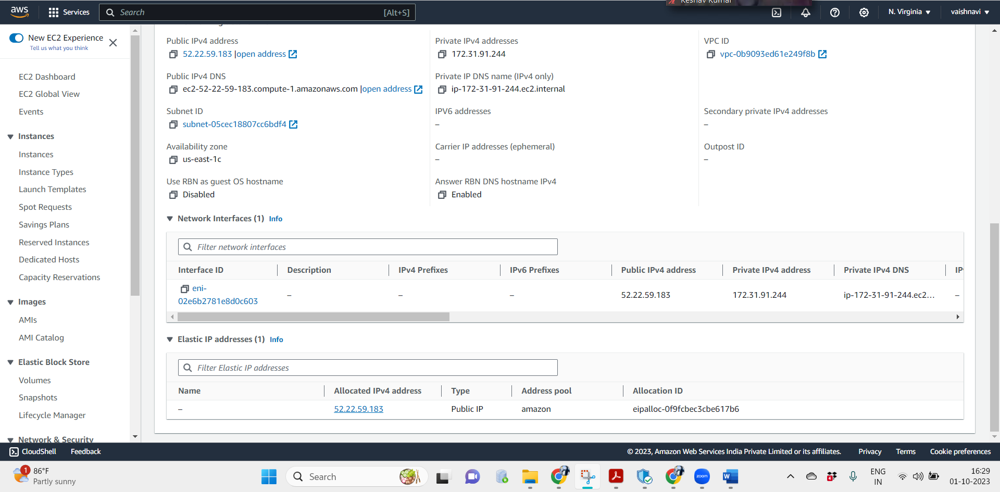 Keshav Kumar
aws
Services
Search
[Alt+S]
N. Virginia
vaishnavi
New EC2 Experience
Tell us what you think
EC2 Dashboard
EC2 Global View
Events
Instances
Instances
Instance Types
Launch Templates
Spot Requests
Savings Plans
Reserved Instances
Dedicated Hosts
Capacity Reservations
Images
AMIs
AMI Catalog
Elastic Block Store
Volumes
Snapshots
Lifecycle Manager
Network & Security
Public IPv4 address
52.22.59.183 |open address
Private IPv4 addresses
172.31.91.244
VPC ID
vpc-0b9093ed61e249f8b
Public IPv4 DNS
ec2-52-22-59-183.compute-1.amazonaws.com |open address
Private IP DNS name (IPv4 only)
ip-172-31-91-244.ec2.internal
Subnet ID
subnet-05cec18807cc6bdf4
IPV6 addresses
–
Secondary private IPv4 addresses
–
Availability zone
us-east-1c
Carrier IP addresses (ephemeral)
–
Outpost ID
–
Use RBN as guest OS hostname
Disabled
Answer RBN DNS hostname IPv4
Enabled
Network Interfaces (1) Info
Filter network interfaces
Interface ID Description IPv4 Prefixes IPv6 Prefixes Public IPv4 address Private IPv4 address Private IPv4 DNS
eni-
02e6b2781e8d0c603 – – – 52.22.59.183 172.31.91.244 ip-172-31-91-244.ec2... –
Elastic IP addresses (1) Info
Filter Elastic IP addresses
Name Allocated IPv4 address Type Address pool Allocation ID
– 52.22.59.183 Public IP amazon eipalloc-0f9fcbec3cbe617b6
CloudShell
Feedback
© 2023, Amazon Web Services India Private Limited or its affiliates.
Privacy
Terms
Cookie preferences
1
86°F
Partly sunny
Search
zoom
W
4
ENG
IN
16:29
01-10-2023